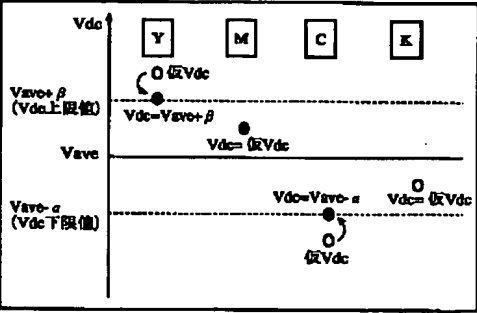 Vdc
Y M C K
仮Vdc
Vave+β
(Vdc上限値)
Vdc=Vave+β
Vdc=仮Vdc
Vave
Vdc=Vave-α
Vdc=仮Vdc
Vave-α
(Vdc下限値)
仮Vdc